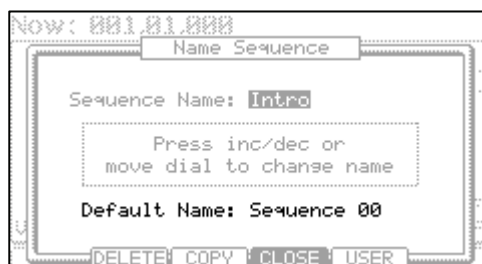 Now: 001.01.000
Name Sequence
Sequence Name: Intro
Press inc/dec or
move dial to change name
Default Name: Sequence 00
DELETE COPY CLOSE USER